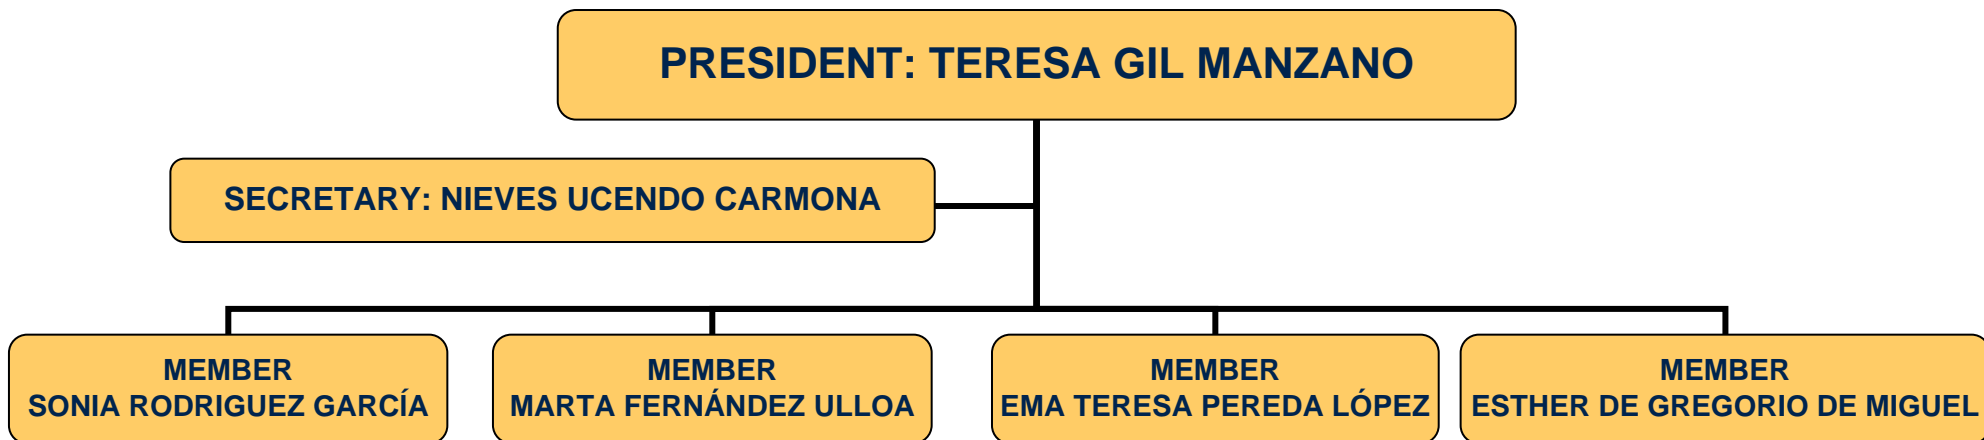 PRESIDENT: TERESA GIL MANZANO
SECRETARY: NIEVES UCENDO CARMONA
MEMBER
SONIA RODRIGUEZ GARCÍA
MEMBER
MARTA FERNÁNDEZ ULLOA
MEMBER
EMA TERESA PEREDA LÓPEZ
MEMBER
ESTHER DE GREGORIO DE MIGUEL